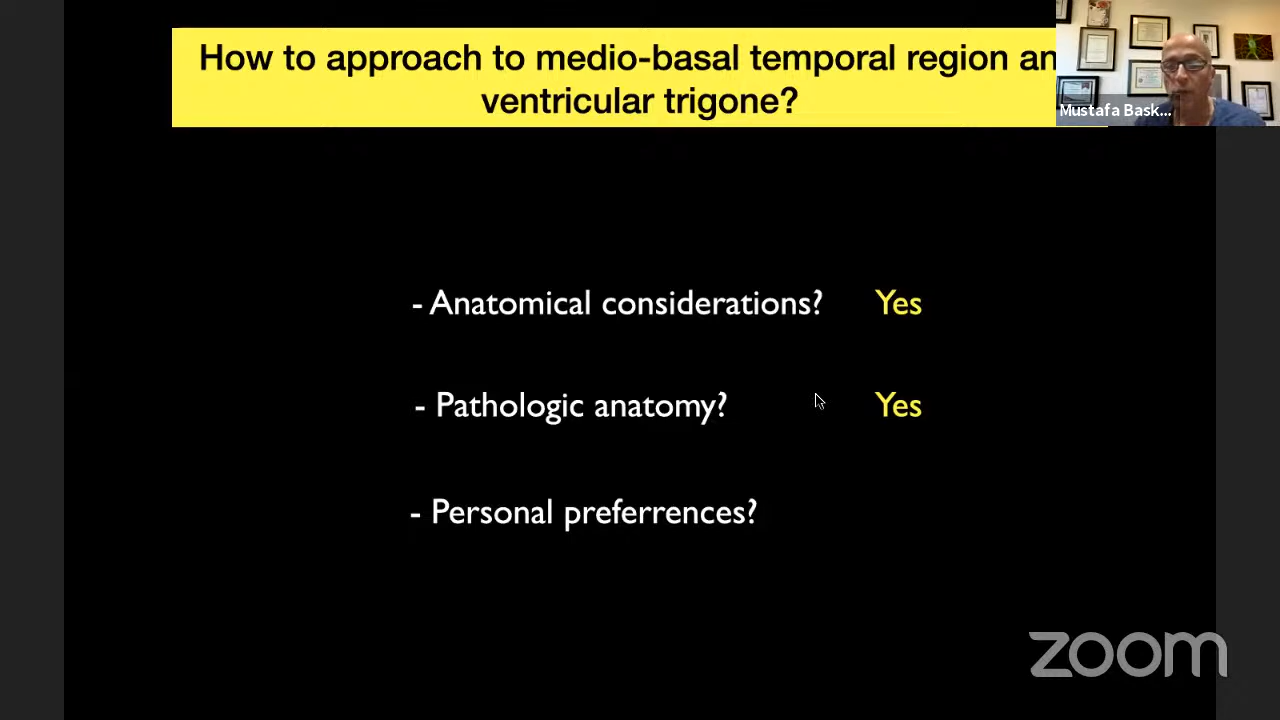 How to approach to medio-basal temporal region an
ventricular trigone?
Mustafa Bask...
- Anatomical considerations? Yes
- Pathologic anatomy? Yes
- Personal preferrences?
zoom